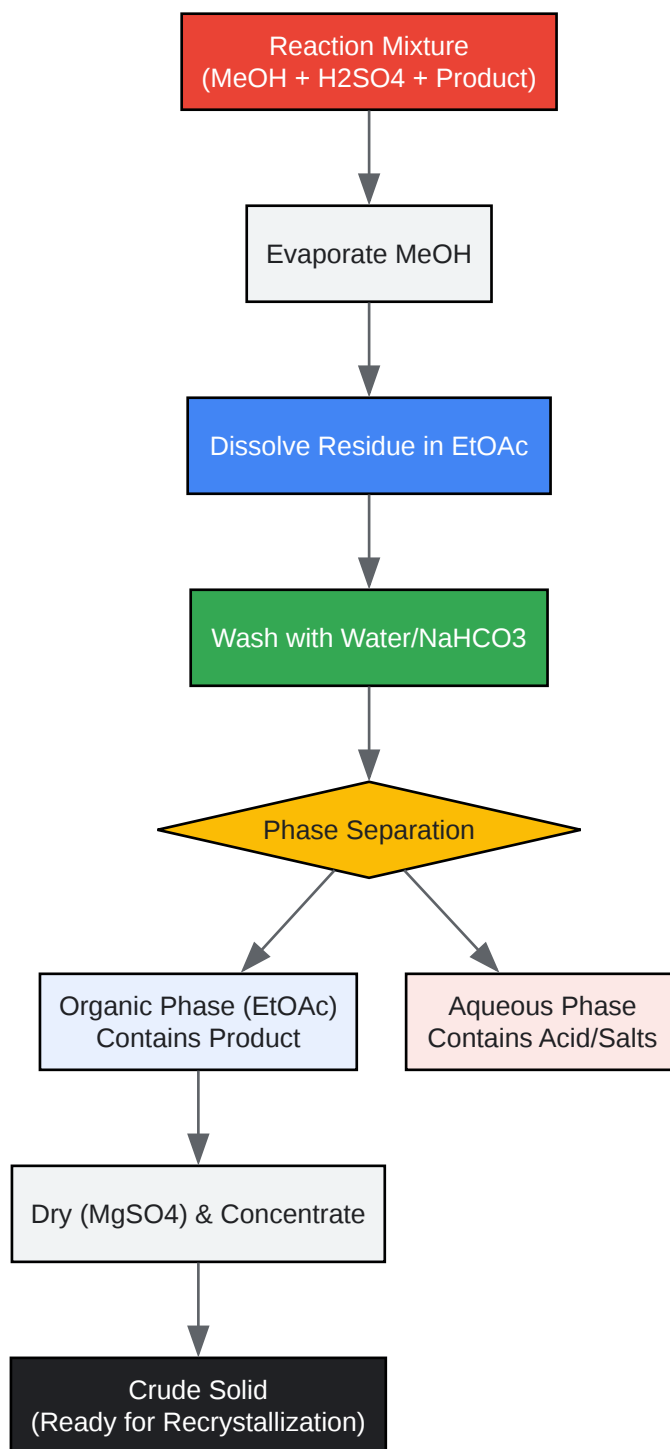 Reaction Mixture
(MeOH + H2SO4 + Product)
Evaporate MeOH
Dissolve Residue in EtOAc
Wash with Water/NaHCO3
Phase Separation
Organic Phase (EtOAc)
Contains Product
Aqueous Phase
Contains Acid/Salts
Dry (MgSO4) & Concentrate
Crude Solid
(Ready for Recrystallization)